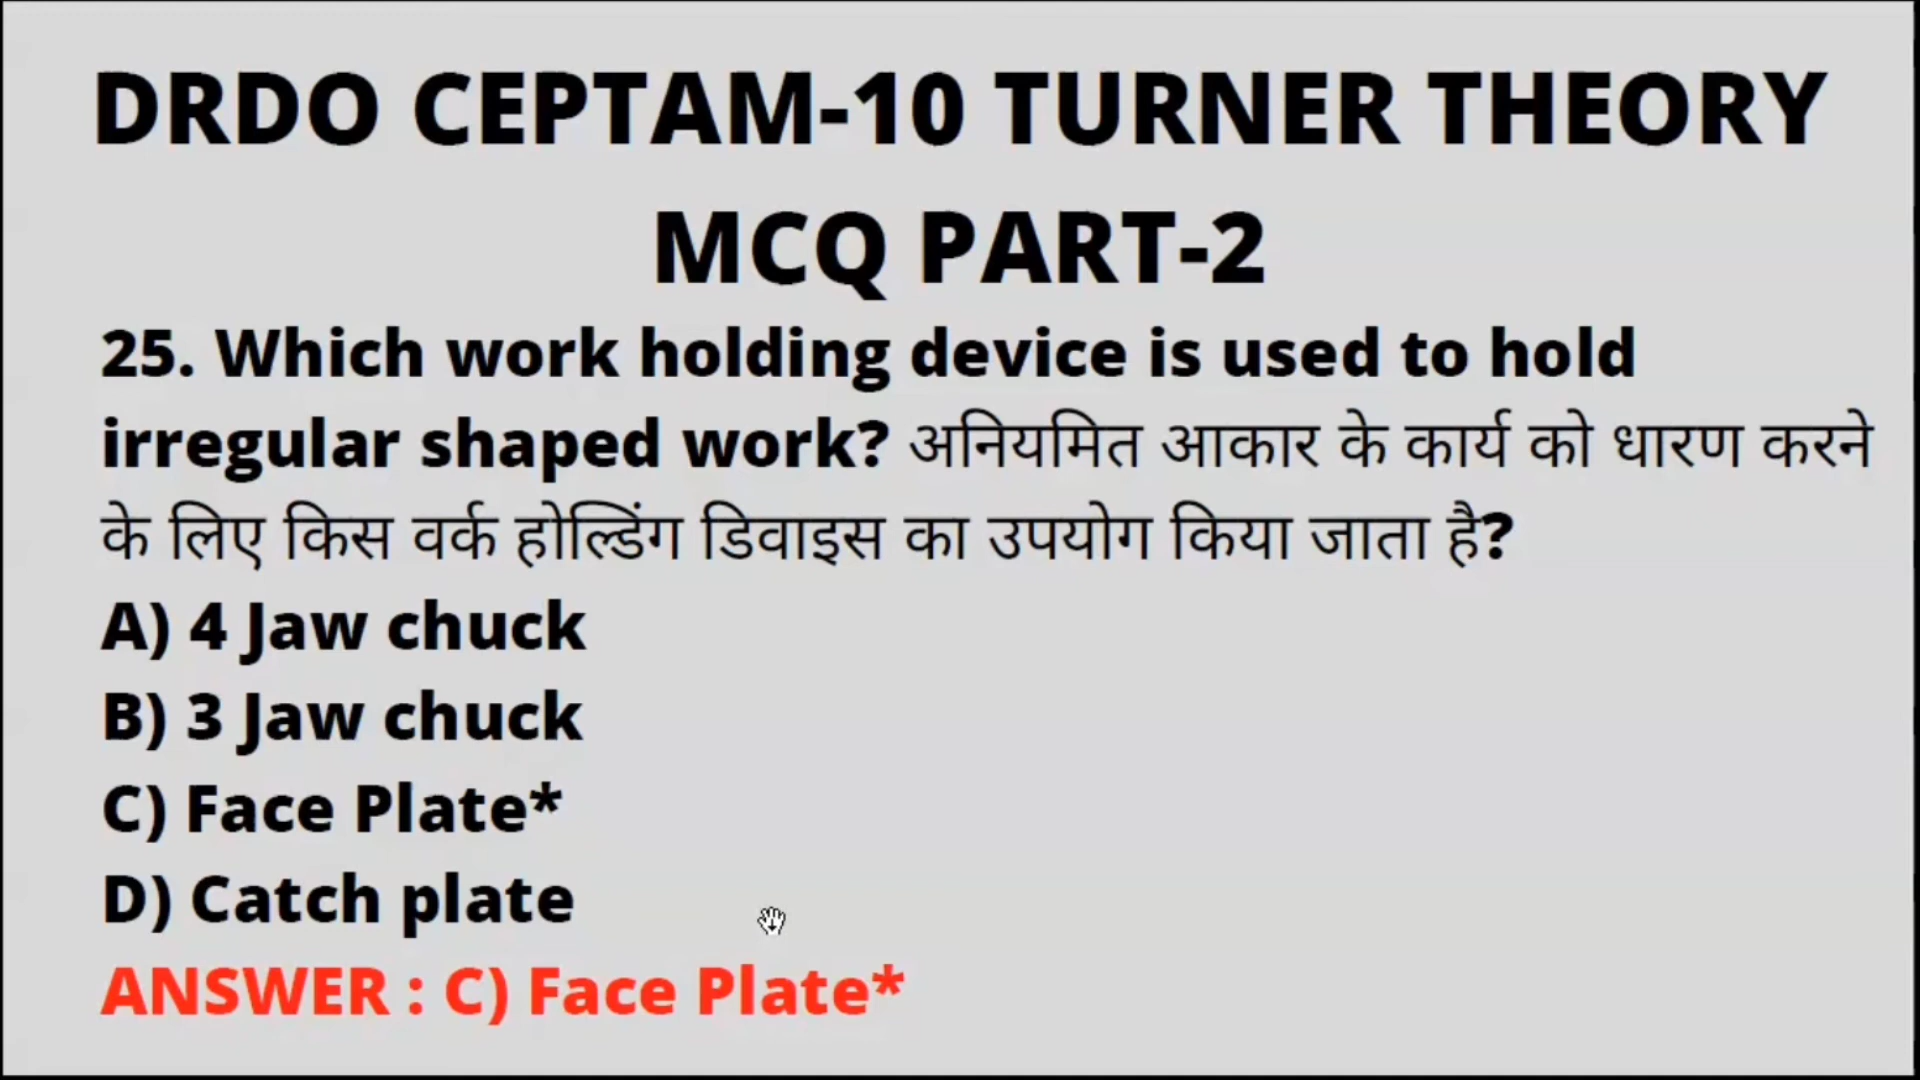 DRDO CEPTAM-10 TURNER THEORY
MCQ PART-2
25. Which work holding device is used to hold
irregular shaped work? अनियमित आकार के कार्य को धारण करने
के लिए किस वर्क होल्डिंग डिवाइस का उपयोग किया जाता है?
A) 4 Jaw chuck
B) 3 Jaw chuck
C) Face Plate*
D) Catch plate
ANSWER : C) Face Plate*